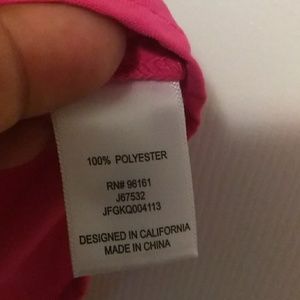 100% POLYESTER
RN# 96161
J67532
JFGKQ004113
DESIGNED IN CALIFORNIA
MADE IN CHINA